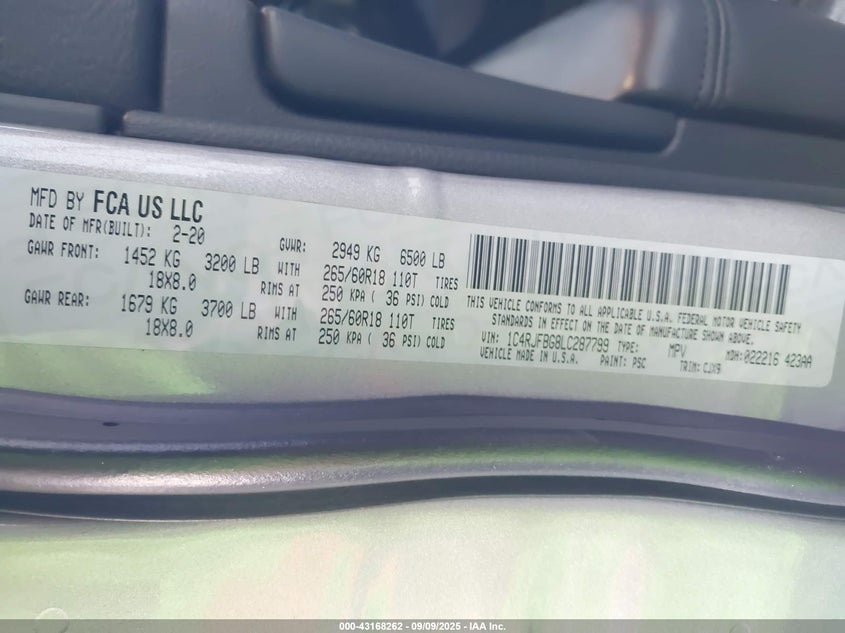 MFD BY FCA US LLC
DATE OF MFR(BUILT): 2-20 GVWR: 2949 KG 6500 LB
GAWR FRONT: 1452 KG 3200 LB WITH 265/60R18 110T TIRES
18X8.0 RIMS AT 250 KPA ( 36 PSI) COLD
GAWR REAR: 1679 KG 3700 LB WITH 265/60R18 110T TIRES
18X8.0 RIMS AT 250 KPA ( 36 PSI) COLD
THIS VEHICLE CONFORMS TO ALL APPLICABLE U.S.A. FEDERAL MOTOR VEHICLE SAFETY
STANDARDS IN EFFECT ON THE DATE OF MANUFACTURE SHOWN ABOVE.
VIN: 1C4RJFBG8LC287799 TYPE: MPV MDH: 022216 423AA
VEHICLE MADE IN U.S.A. PAINT: PSC TRIM: CJX9
000-43168262 - 09/09/2025 - IAA Inc.